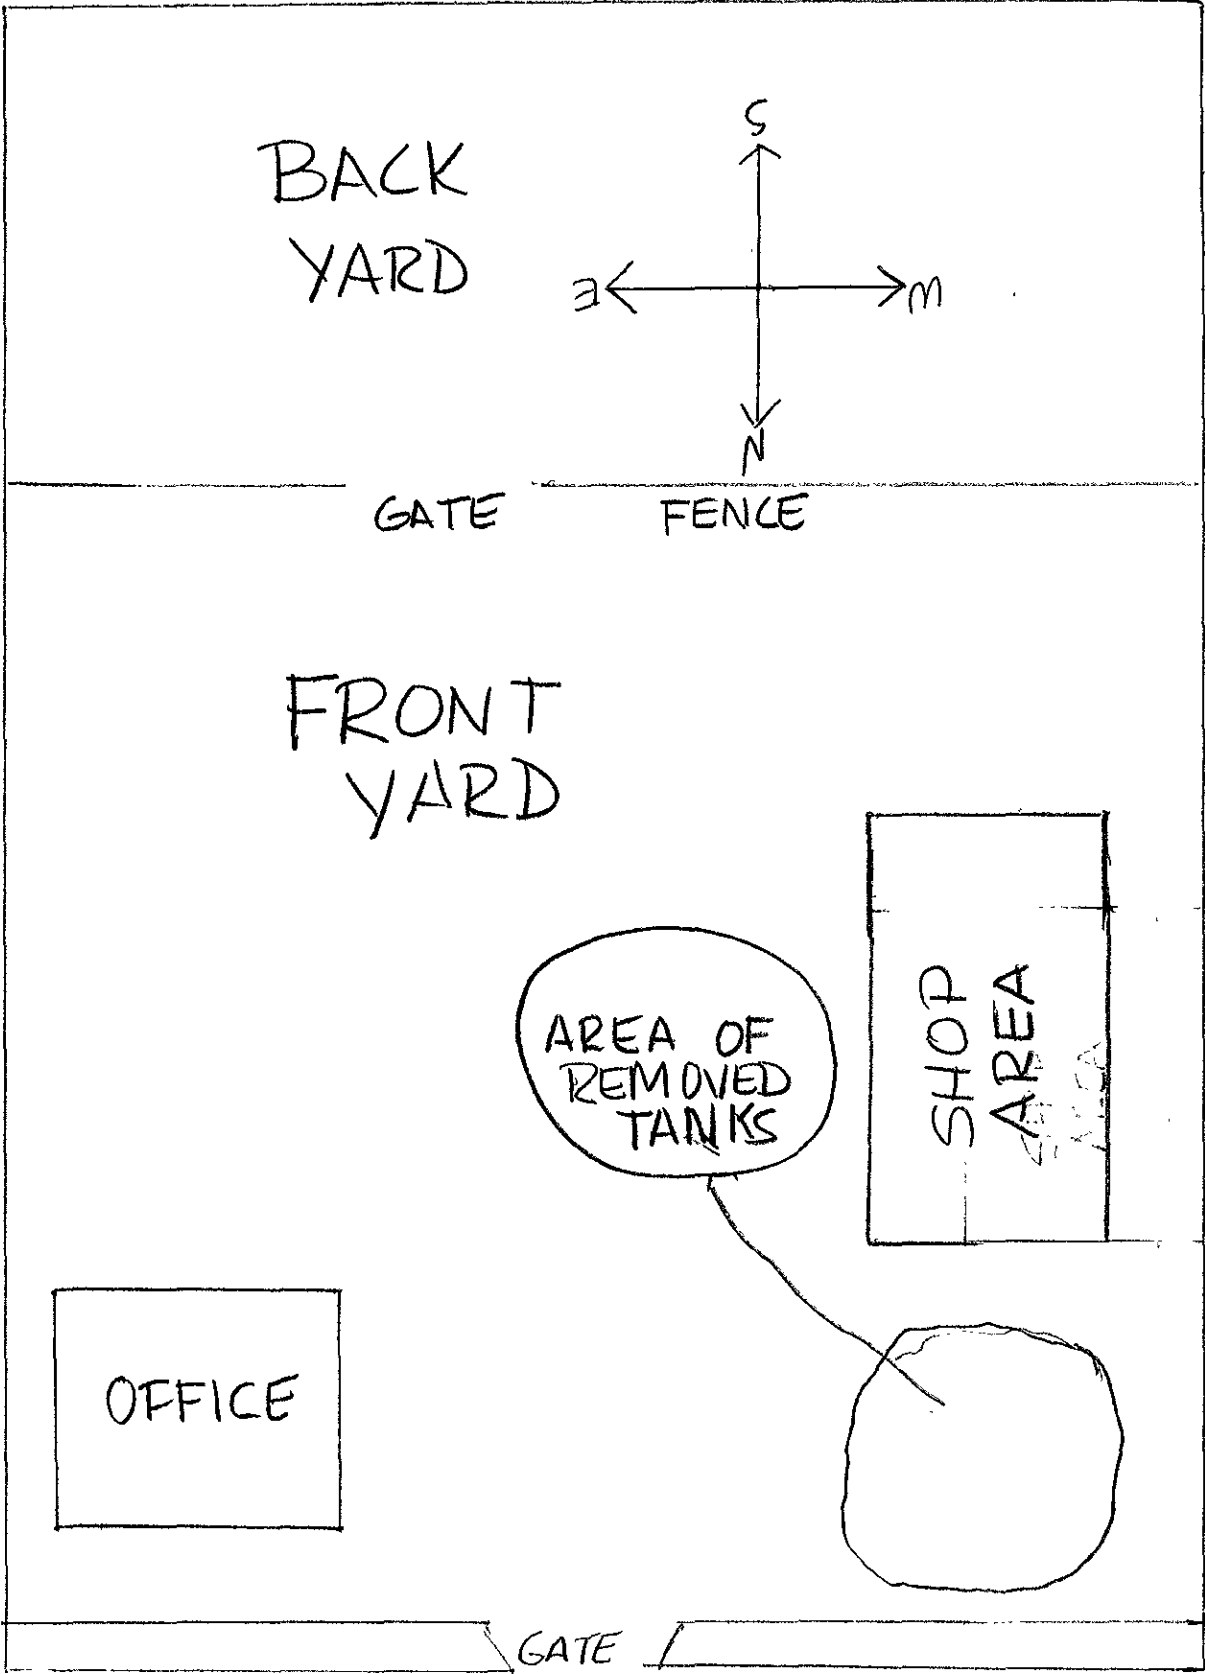 S
BACK
YARD
E
W
N
GATE
FENCE
FRONT
YARD
SHOP
AREA
AREA OF
REMOVED
TANKS
OFFICE
GATE